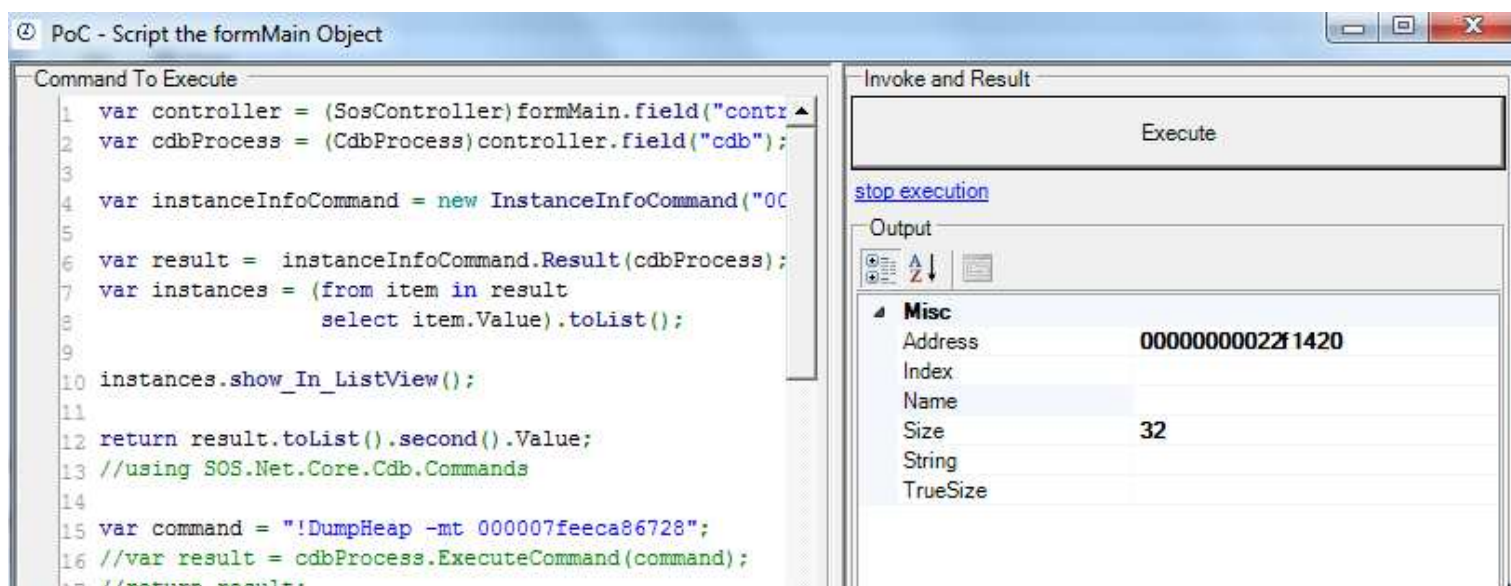 PoC - Script the formMain Object
Command To Execute
1 var controller = (SosController)formMain.field("contr
2 var cdbProcess = (CdbProcess)controller.field("cdb");
3
4 var instanceInfoCommand = new InstanceInfoCommand("00
5
6 var result = instanceInfoCommand.Result(cdbProcess);
7 var instances = (from item in result
8 select item.Value).toList();
9
10 instances.show_In_ListView();
11
12 return result.toList().second().Value;
13 //using SOS.Net.Core.Cdb.Commands
14
15 var command = "!DumpHeap -mt 000007feeca86728";
16 //var result = cdbProcess.ExecuteCommand(command);
//return result;
Invoke and Result
Execute
stop execution
Output
Misc
Address 00000000022f1420
Index
Name
Size 32
String
TrueSize